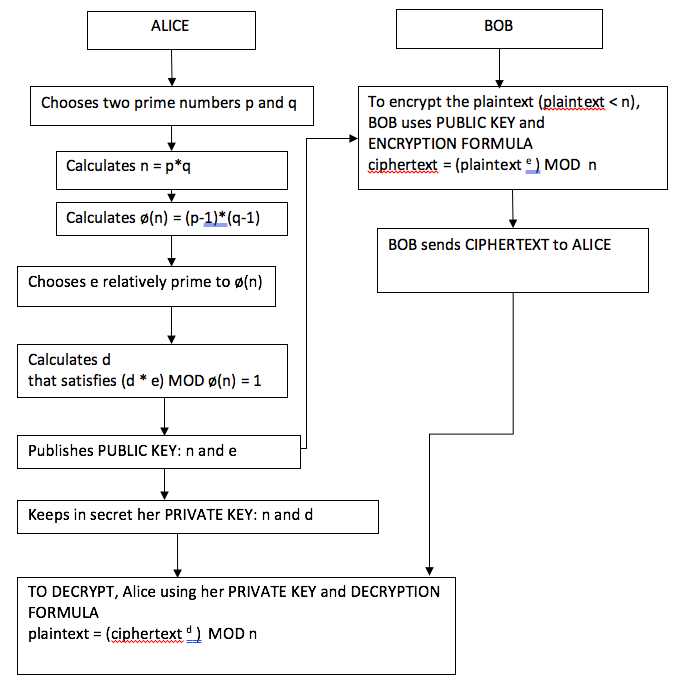 ALICE
Chooses two prime numbers p and q
Calculates n = p*q
Calculates ø(n) = (p-1)*(q-1)
Chooses e relatively prime to ø(n)
Calculates d
that satisfies (d * e) MOD ø(n) = 1
Publishes PUBLIC KEY: n and e
Keeps in secret her PRIVATE KEY: n and d
BOB
To encrypt the plaintext (plaintext < n),
BOB uses PUBLIC KEY and
ENCRYPTION FORMULA
ciphertext = (plaintext ᵉ ) MOD n
BOB sends CIPHERTEXT to ALICE
TO DECRYPT, Alice using her PRIVATE KEY and DECRYPTION
FORMULA
plaintext = (ciphertext ᵈ ) MOD n